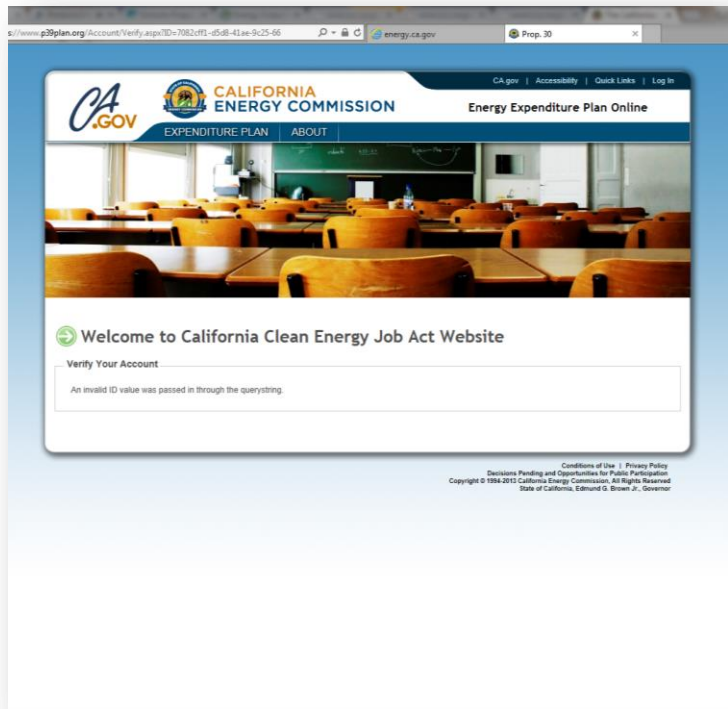 s://www.p39plan.org/Account/Verify.aspx?ID=7082cff1-d5d8-41ae-9c25-66
energy.ca.gov
Prop. 30
CA.gov | Accessibility | Quick Links | Log In
CA
.GOV
CALIFORNIA
ENERGY COMMISSION
Energy Expenditure Plan Online
EXPENDITURE PLAN | ABOUT
Welcome to California Clean Energy Job Act Website
Verify Your Account
An invalid ID value was passed in through the querystring.
Conditions of Use | Privacy Policy
Decisions Pending and Opportunities for Public Participation
Copyright © 1994-2013 California Energy Commission, All Rights Reserved
State of California, Edmund G. Brown Jr., Governor